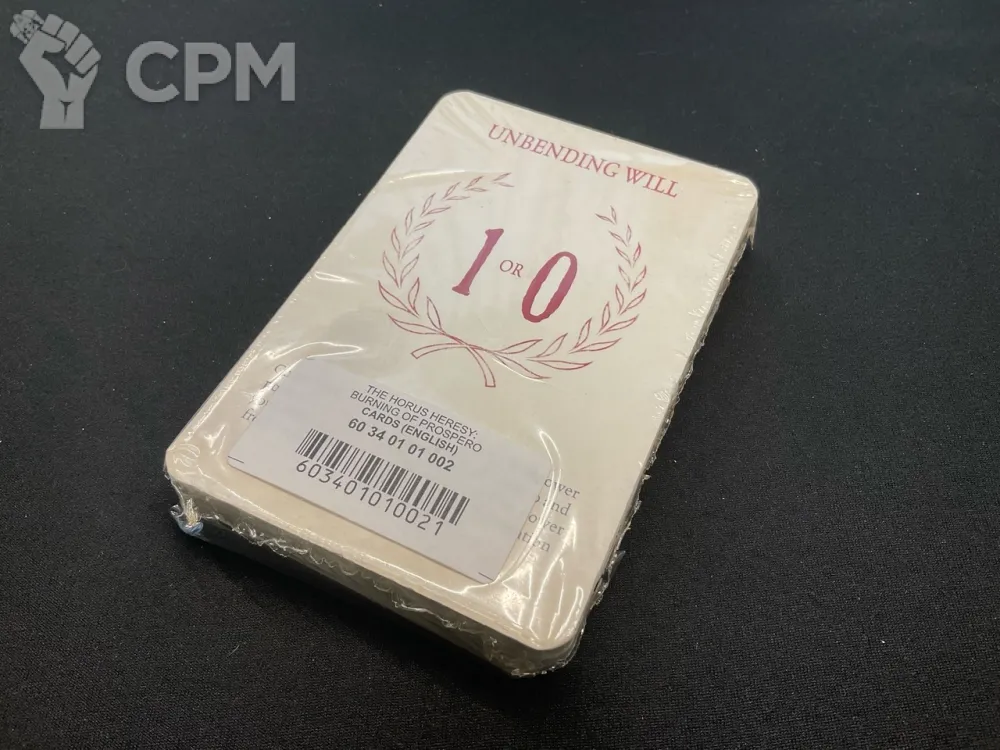 CPM
UNBENDING WILL
1 OR 0
THE HORUS HERESY:
BURNING OF PROSPERO
CARDS (ENGLISH)
60 34 01 01 002
603401010021
and